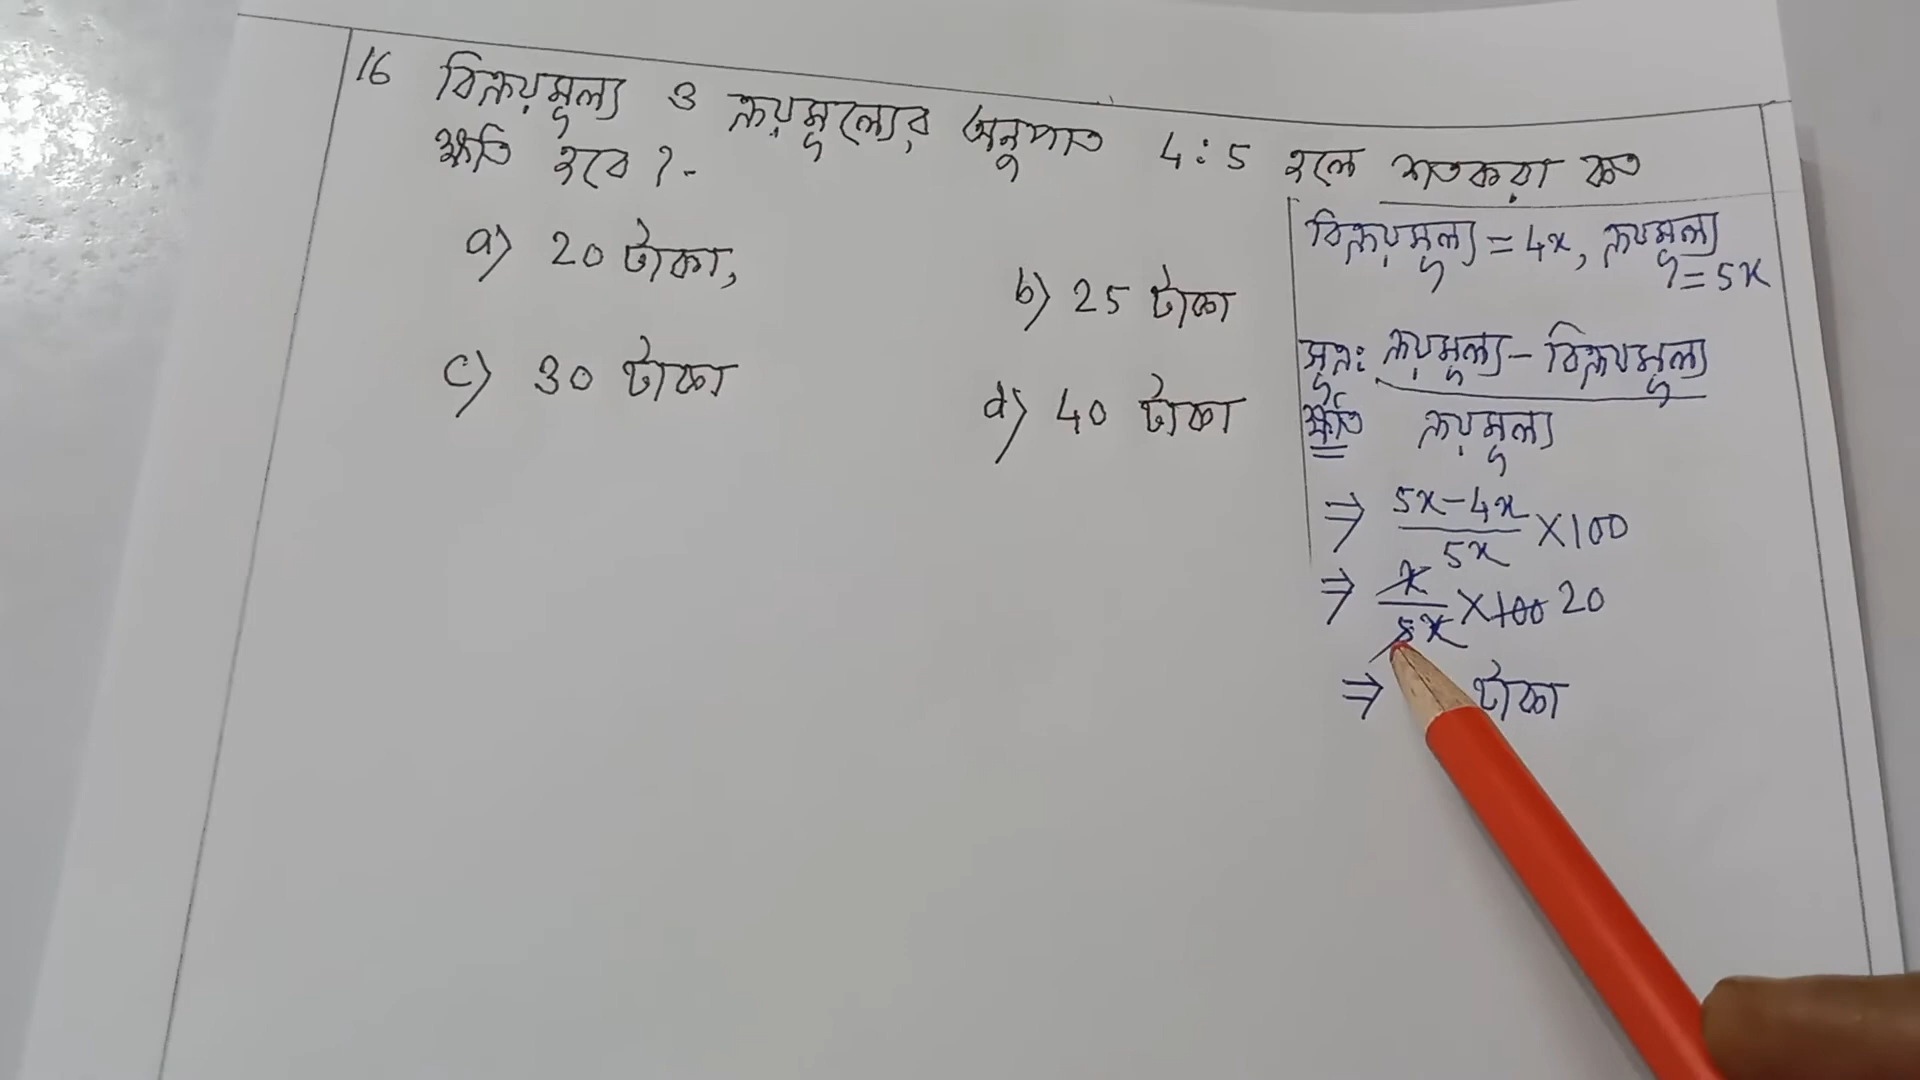 16 বিক্রয়মূল্য ও ক্রয়মূল্যের অনুপাত 4:5 হলে শতকরা কত
ক্ষতি হবে ?-
a) 20 টাকা,
b) 25 টাকা
c) 30 টাকা
d) 40 টাকা
বিক্রয়মূল্য = 4x, ক্রয়মূল্য
= 5x
সূত্র: ক্রয়মূল্য - বিক্রয়মূল্য
ক্ষতি ক্রয়মূল্য
⇒ 5x-4x
5x
×100
⇒ x
5x
×100 20
⇒ টাকা